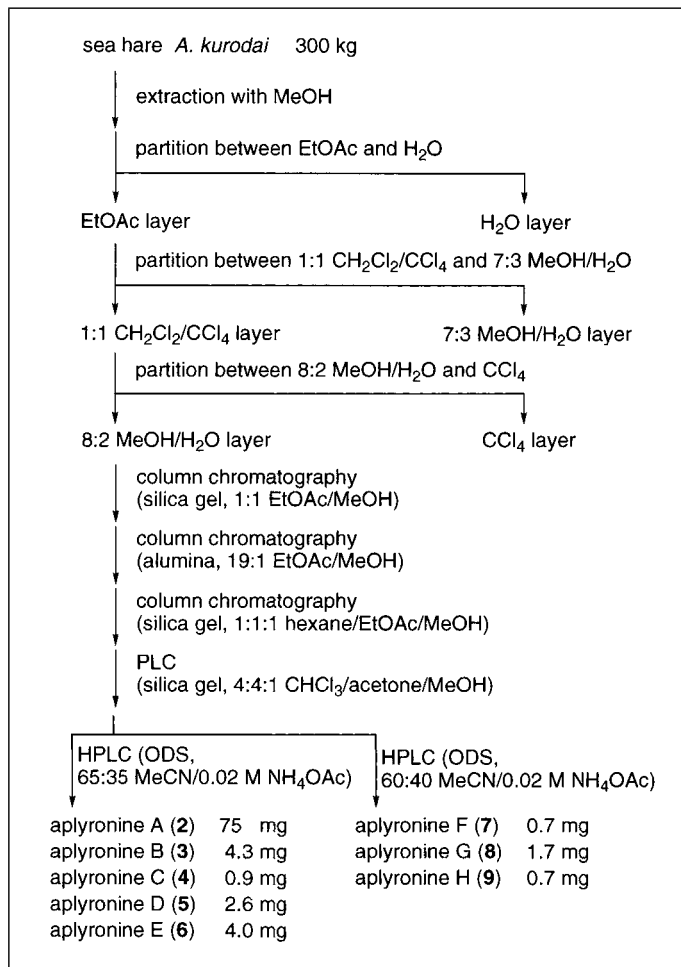 sea hare A. kurodai 300 kg
extraction with MeOH
partition between EtOAc and H₂O
EtOAc layer
H₂O layer
partition between 1:1 CH₂Cl₂/CCl₄ and 7:3 MeOH/H₂O
1:1 CH₂Cl₂/CCl₄ layer
7:3 MeOH/H₂O layer
partition between 8:2 MeOH/H₂O and CCl₄
8:2 MeOH/H₂O layer
CCl₄ layer
column chromatography
(silica gel, 1:1 EtOAc/MeOH)
column chromatography
(alumina, 19:1 EtOAc/MeOH)
column chromatography
(silica gel, 1:1:1 hexane/EtOAc/MeOH)
PLC
(silica gel, 4:4:1 CHCl₃/acetone/MeOH)
HPLC (ODS,
65:35 MeCN/0.02 M NH₄OAc)
aplyronine A (2) 75 mg
aplyronine B (3) 4.3 mg
aplyronine C (4) 0.9 mg
aplyronine D (5) 2.6 mg
aplyronine E (6) 4.0 mg
HPLC (ODS,
60:40 MeCN/0.02 M NH₄OAc)
aplyronine F (7) 0.7 mg
aplyronine G (8) 1.7 mg
aplyronine H (9) 0.7 mg